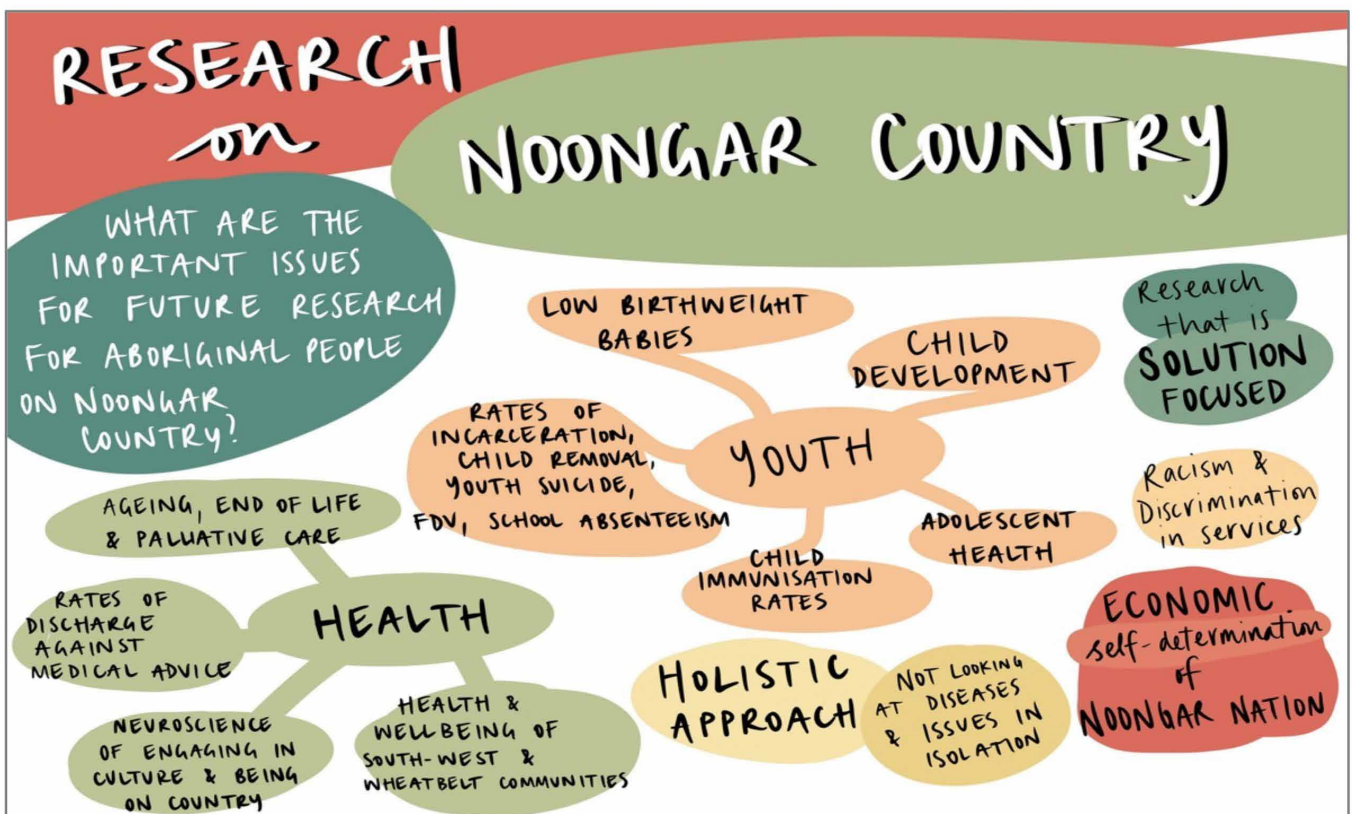 RESEARCH
on
NOONGAR COUNTRY
WHAT ARE THE
IMPORTANT ISSUES
FOR FUTURE RESEARCH
FOR ABORIGINAL PEOPLE
ON NOONGAR
COUNTRY?
LOW BIRTHWEIGHT
BABIES
CHILD
DEVELOPMENT
RATES OF
INCARCERATION,
CHILD REMOVAL,
YOUTH SUICIDE,
FDV, SCHOOL ABSENTEEISM
YOUTH
ADOLESCENT
HEALTH
CHILD
IMMUNISATION
RATES
Research
that is
SOLUTION
FOCUSED
Racism &
Discrimination
in services
ECONOMIC
self-determination
of
NOONGAR NATION
AGEING, END OF LIFE
& PALLIATIVE CARE
HEALTH
RATES OF
DISCHARGE
AGAINST
MEDICAL ADVICE
NEUROSCIENCE
OF ENGAGING IN
CULTURE & BEING
ON COUNTRY
HEALTH &
WELLBEING OF
SOUTH-WEST &
WHEATBELT COMMUNITIES
HOLISTIC
APPROACH
NOT LOOKING
AT DISEASES
& ISSUES IN
ISOLATION